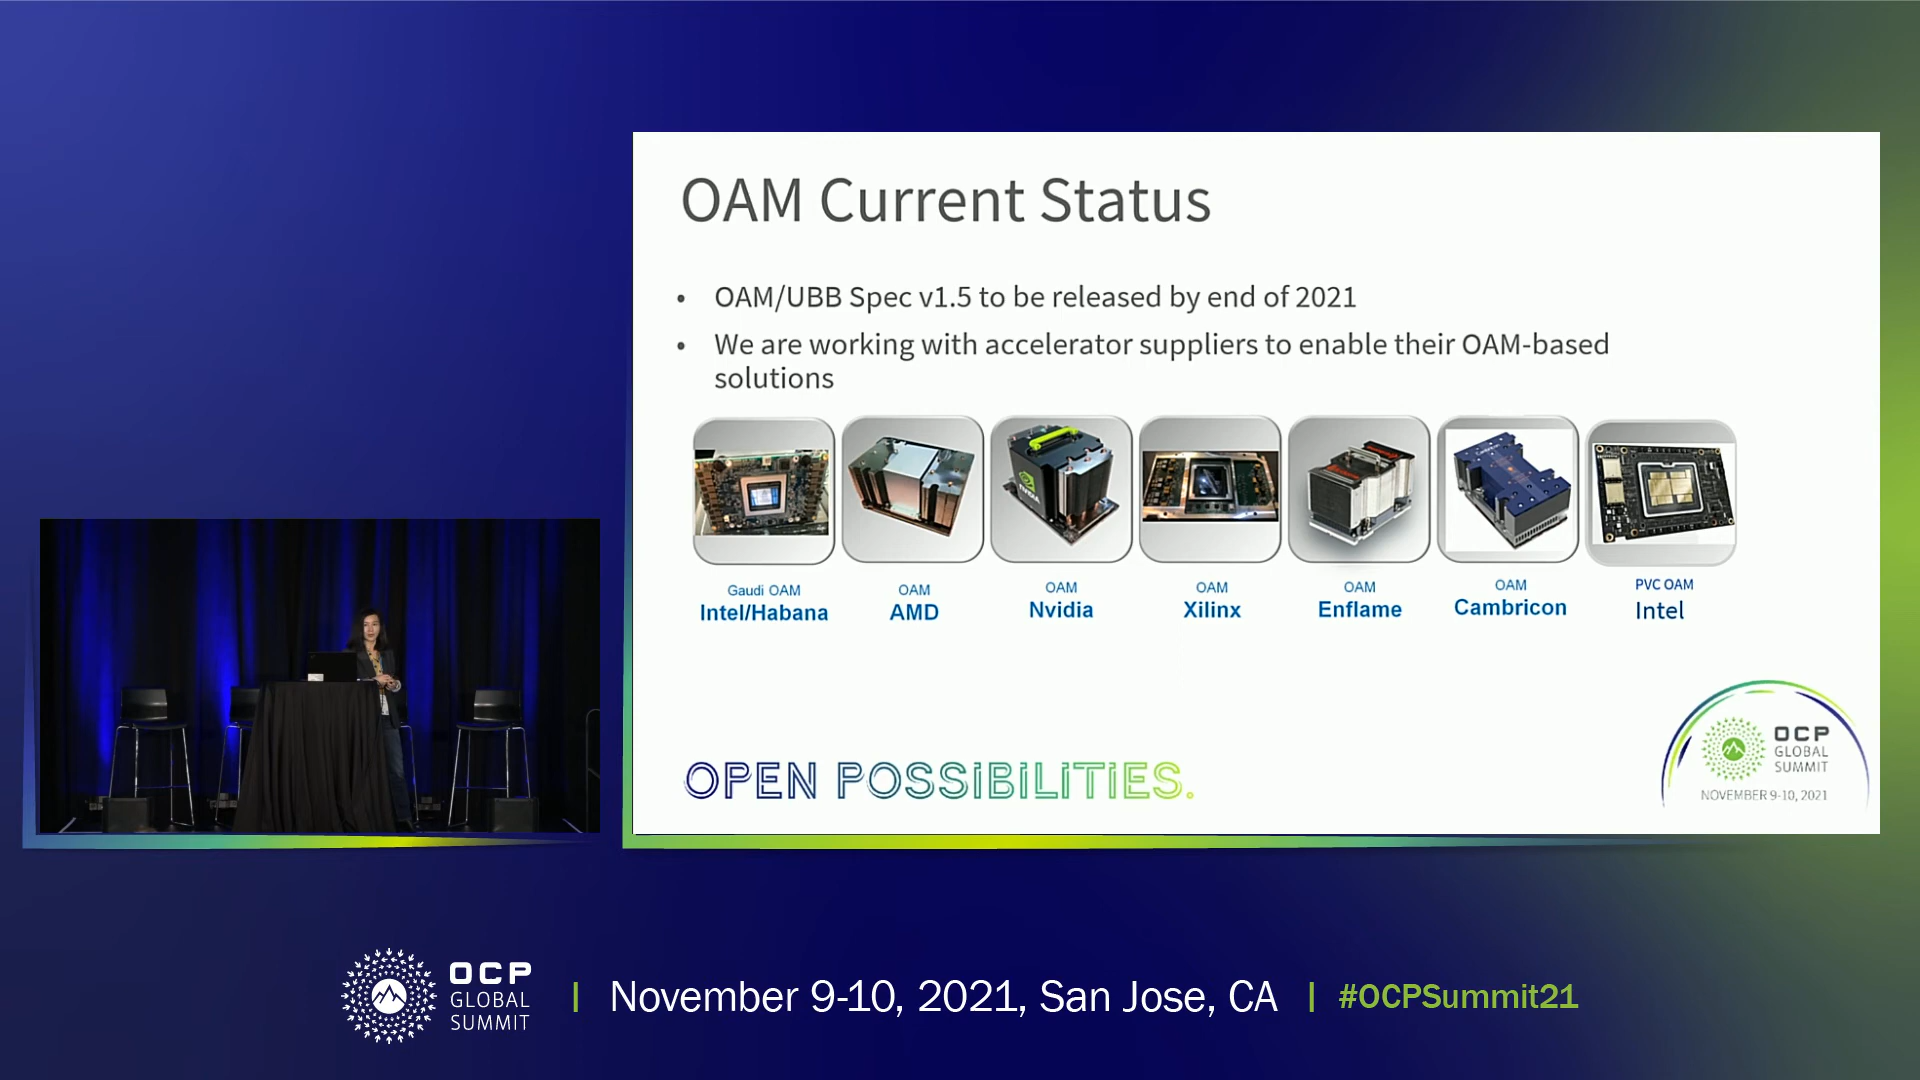 OAM Current Status
• OAM/UBB Spec v1.5 to be released by end of 2021
• We are working with accelerator suppliers to enable their OAM-based
solutions
NVIDIA
Gaudi OAM
Intel/Habana
OAM
AMD
OAM
Nvidia
OAM
Xilinx
OAM
Enflame
OAM
Cambricon
PVC OAM
Intel
OPEN POSSIBILITIES.
OCP
GLOBAL
SUMMIT
NOVEMBER 9-10, 2021
OCP
GLOBAL
SUMMIT
| November 9-10, 2021, San Jose, CA | #OCPSummit21